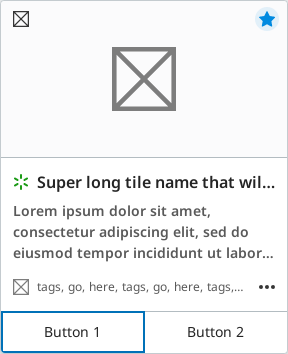 Super long tile name that wil...
Lorem ipsum dolor sit amet,
consectetur adipiscing elit, sed do
eiusmod tempor incididunt ut labor...
tags, go, here, tags, go, here, tags,...
Button 1
Button 2